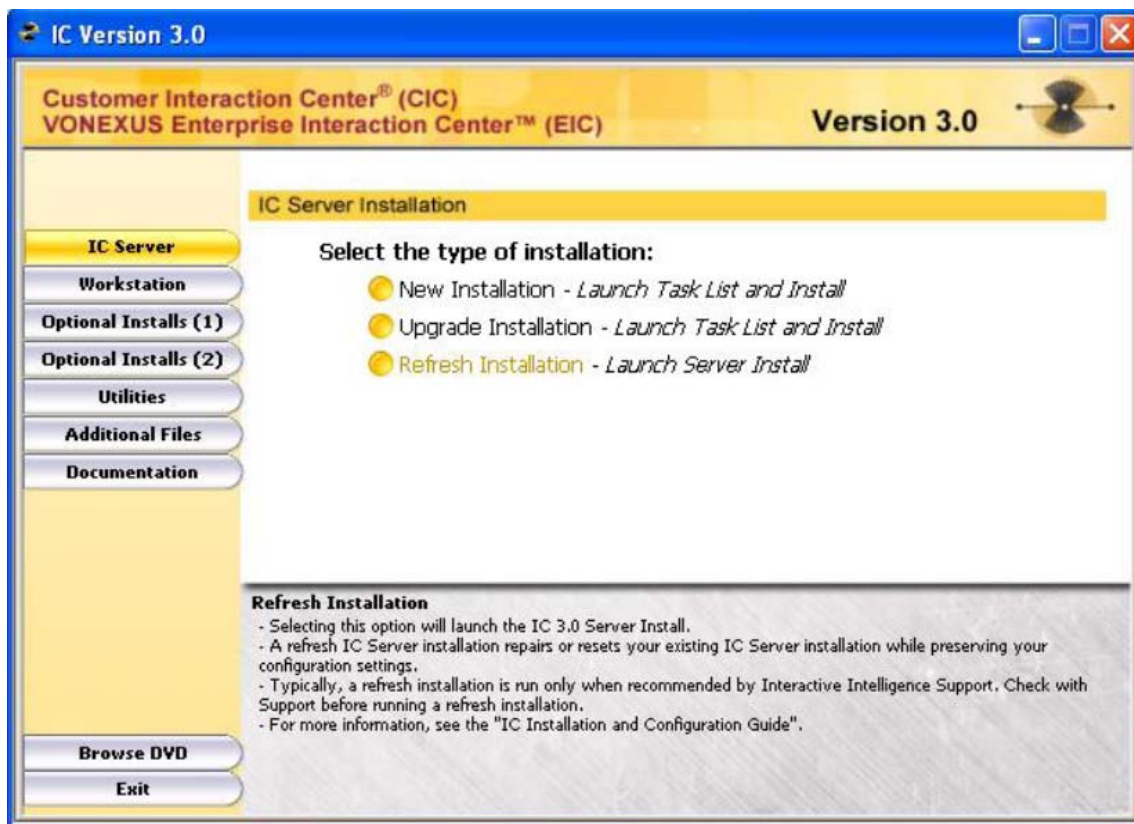 IC Version 3.0
Customer Interaction Center® (CIC)
VONEXUS Enterprise Interaction Center™ (EIC)
Version 3.0
IC Server Installation
IC Server
Workstation
Optional Installs (1)
Optional Installs (2)
Utilities
Additional Files
Documentation
Select the type of installation:
New Installation - Launch Task List and Install
Upgrade Installation - Launch Task List and Install
Refresh Installation - Launch Server Install
Refresh Installation
- Selecting this option will launch the IC 3.0 Server Install.
- A refresh IC Server installation repairs or resets your existing IC Server installation while preserving your
configuration settings.
- Typically, a refresh installation is run only when recommended by Interactive Intelligence Support. Check with
Support before running a refresh installation.
- For more information, see the "IC Installation and Configuration Guide".
Browse DVD
Exit